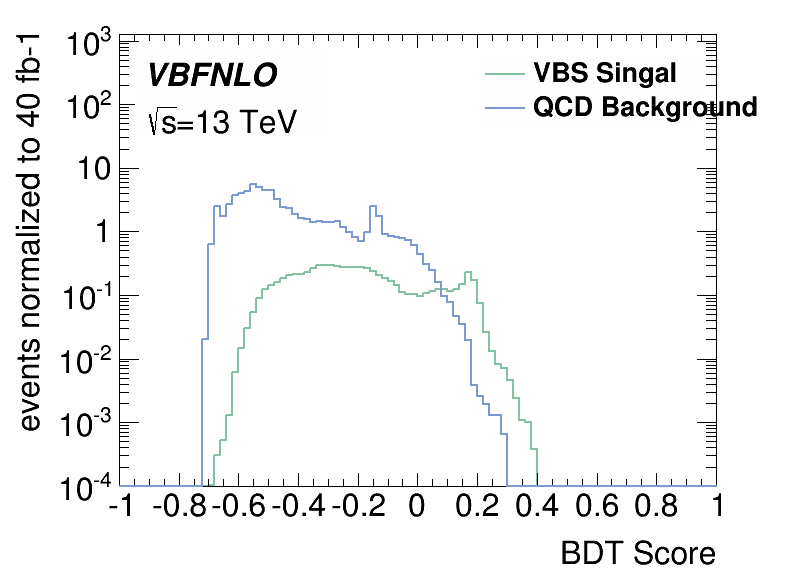 events normalized to 40 fb-1
10³
10²
10
1
10⁻¹
10⁻²
10⁻³
10⁻⁴
VBFNLO
√s=13 TeV
VBS Singal
QCD Background
-1 -0.8 -0.6 -0.4 -0.2 0 0.2 0.4 0.6 0.8 1
BDT Score